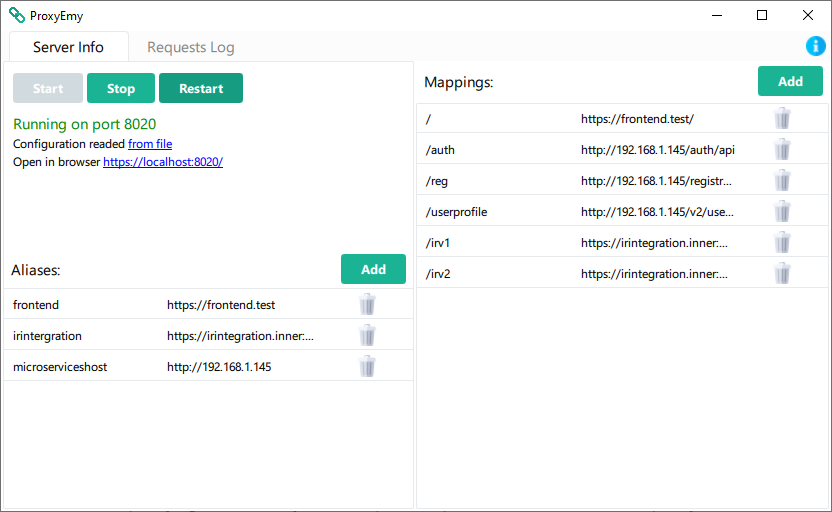 ProxyEmy
Server Info
Requests Log
Start
Stop
Restart
Running on port 8020
Configuration readed from file
Open in browser https://localhost:8020/
Aliases:
Add
frontend https://frontend.test
irintergration https://irintegration.inner:...
microserviceshost http://192.168.1.145
Mappings:
Add
/ https://frontend.test/
/auth http://192.168.1.145/auth/api
/reg http://192.168.1.145/registr...
/userprofile http://192.168.1.145/v2/use...
/irv1 https://irintegration.inner:...
/irv2 https://irintegration.inner:...